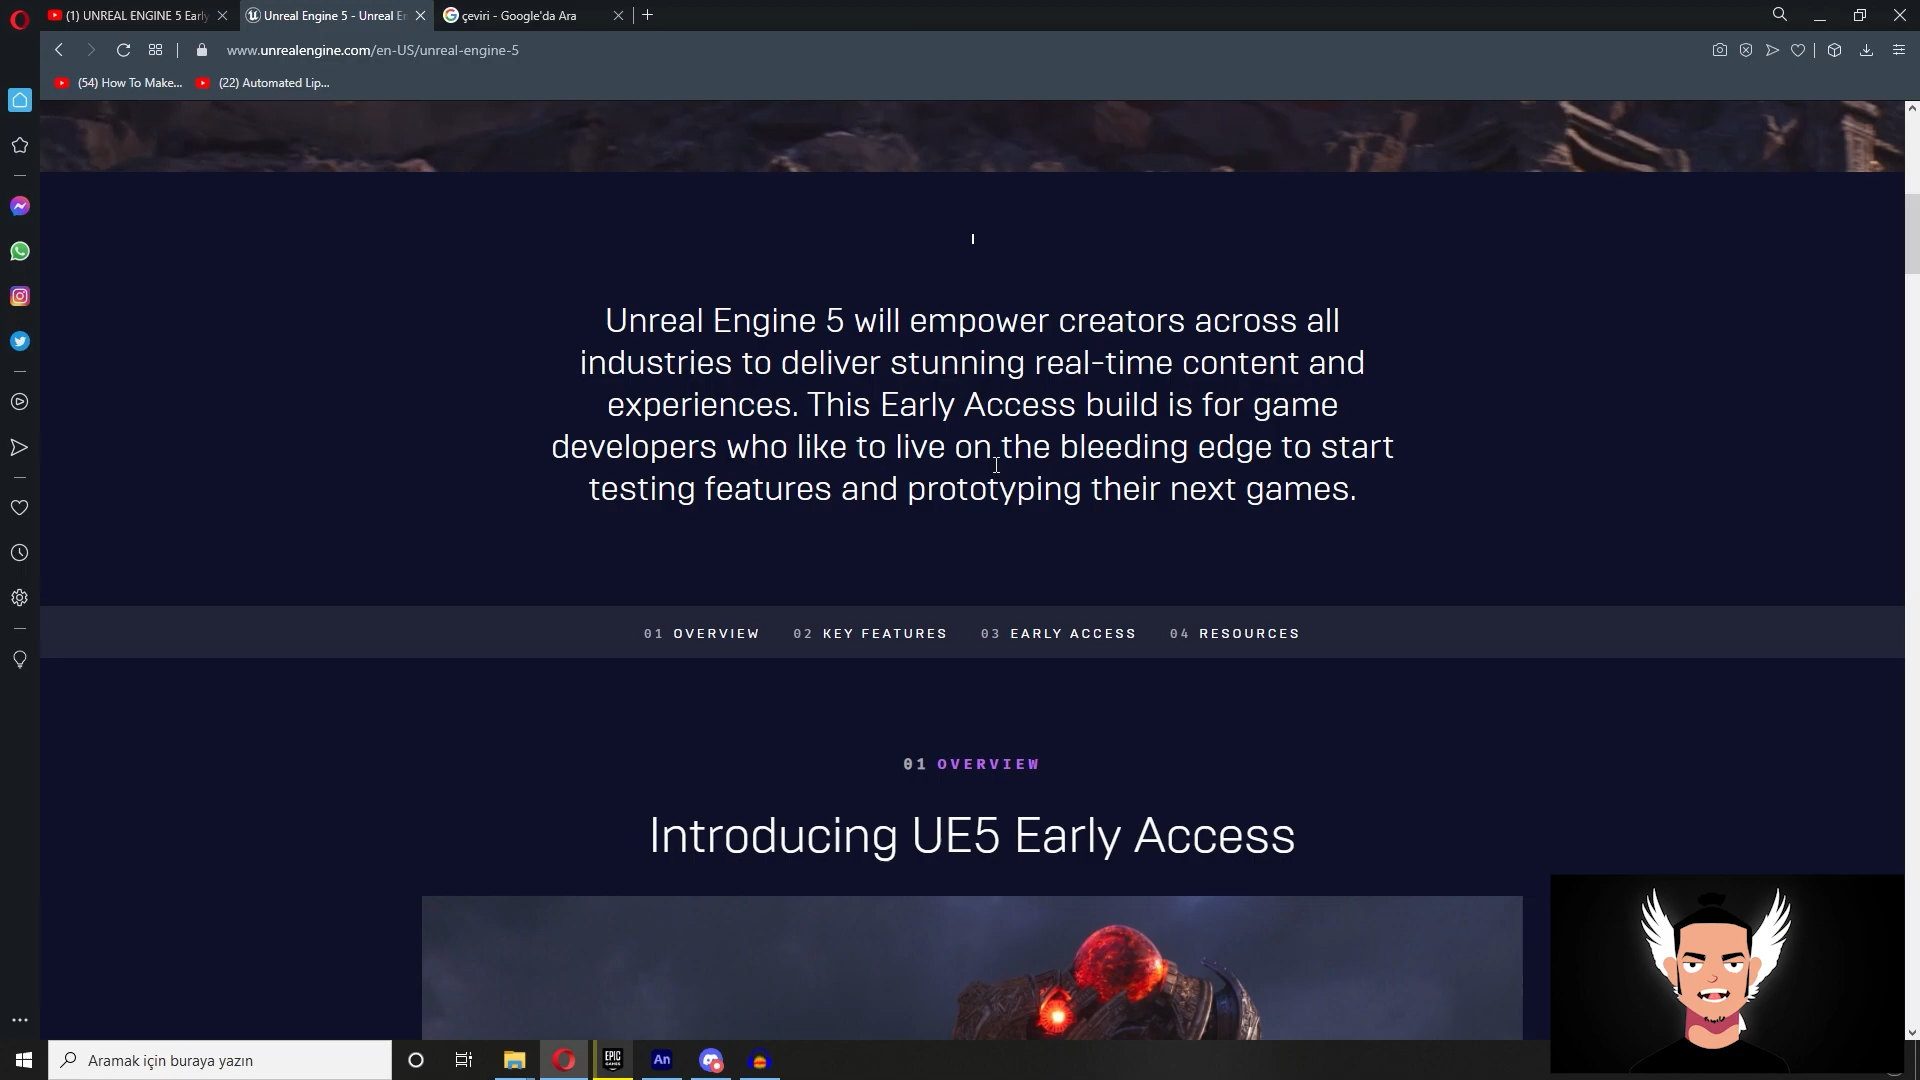 (1) UNREAL ENGINE 5 Early
Unreal Engine 5 - Unreal E
çeviri - Google'da Ara
www.unrealengine.com/en-US/unreal-engine-5
(54) How To Make...
(22) Automated Lip...
Unreal Engine 5 will empower creators across all
industries to deliver stunning real-time content and
experiences. This Early Access build is for game
developers who like to live on the bleeding edge to start
testing features and prototyping their next games.
01 OVERVIEW 02 KEY FEATURES 03 EARLY ACCESS 04 RESOURCES
01 OVERVIEW
Introducing UE5 Early Access
Aramak için buraya yazın
EPIC GAMES
An